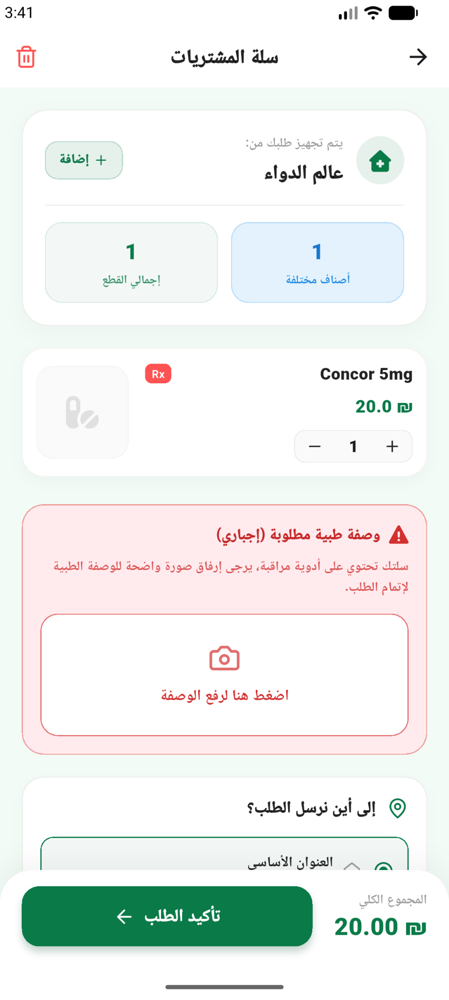 3:41
سلة المشتريات
يتم تجهيز طلبك من:
عالم الدواء
+ إضافة
1
أصناف مختلفة
1
إجمالي القطع
Concor 5mg
Rx
20.0 ₪
1
وصفة طبية مطلوبة (إجباري)
سلتك تحتوي على أدوية مراقبة، يرجى إرفاق صورة واضحة للوصفة الطبية
لإتمام الطلب.
اضغط هنا لرفع الوصفة
إلى أين نرسل الطلب؟
العنوان الأساسي
المجموع الكلي
20.00 ₪
تأكيد الطلب